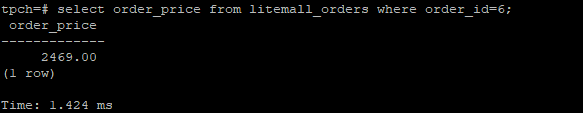 tpch=# select order_price from litemall_orders where order_id=6;
order_price
-------------
2469.00
(1 row)
Time: 1.424 ms